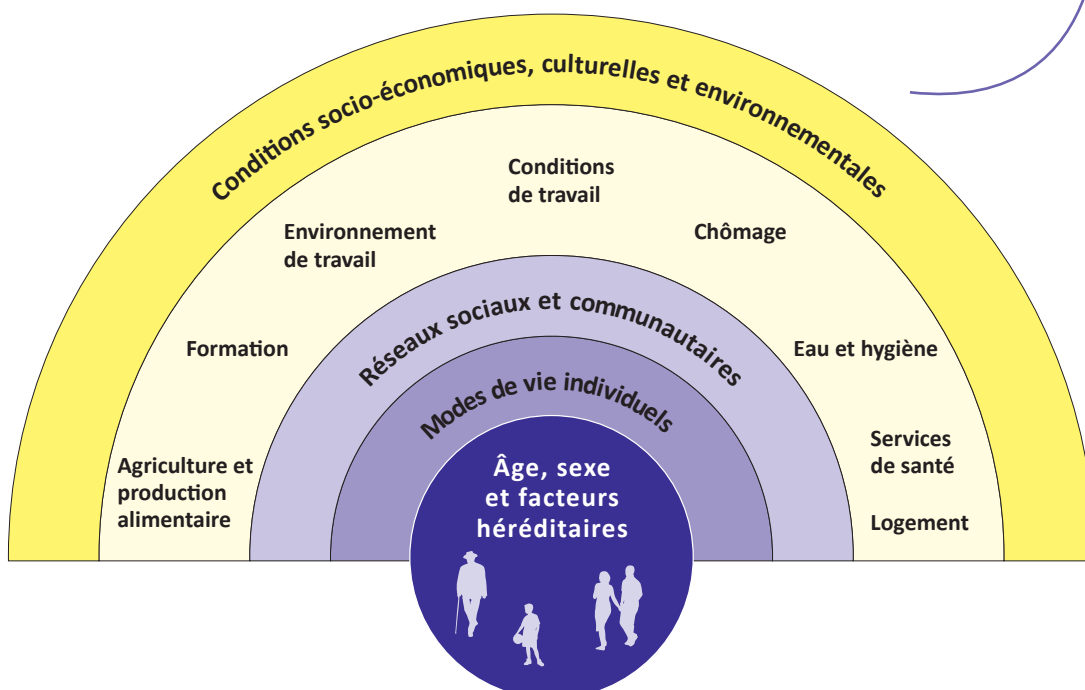 Conditions socio-économiques, culturelles et environnementales
Conditions
de travail
Environnement
de travail
Chômage
Formation
Eau et hygiène
Agriculture et
production
alimentaire
Services
de santé
Logement
Réseaux sociaux et communautaires
Modes de vie individuels
Âge, sexe
et facteurs
héréditaires